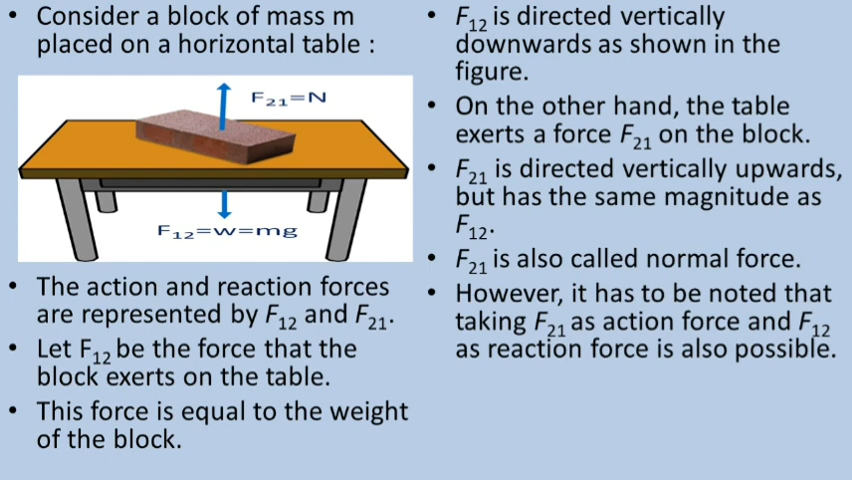 • Consider a block of mass m
placed on a horizontal table :
F₂₁=N
F₁₂=w=mg
• The action and reaction forces
are represented by F₁₂ and F₂₁.
• Let F₁₂ be the force that the
block exerts on the table.
• This force is equal to the weight
of the block.
• F₁₂ is directed vertically
downwards as shown in the
figure.
• On the other hand, the table
exerts a force F₂₁ on the block.
• F₂₁ is directed vertically upwards,
but has the same magnitude as
F₁₂.
• F₂₁ is also called normal force.
• However, it has to be noted that
taking F₂₁ as action force and F₁₂
as reaction force is also possible.